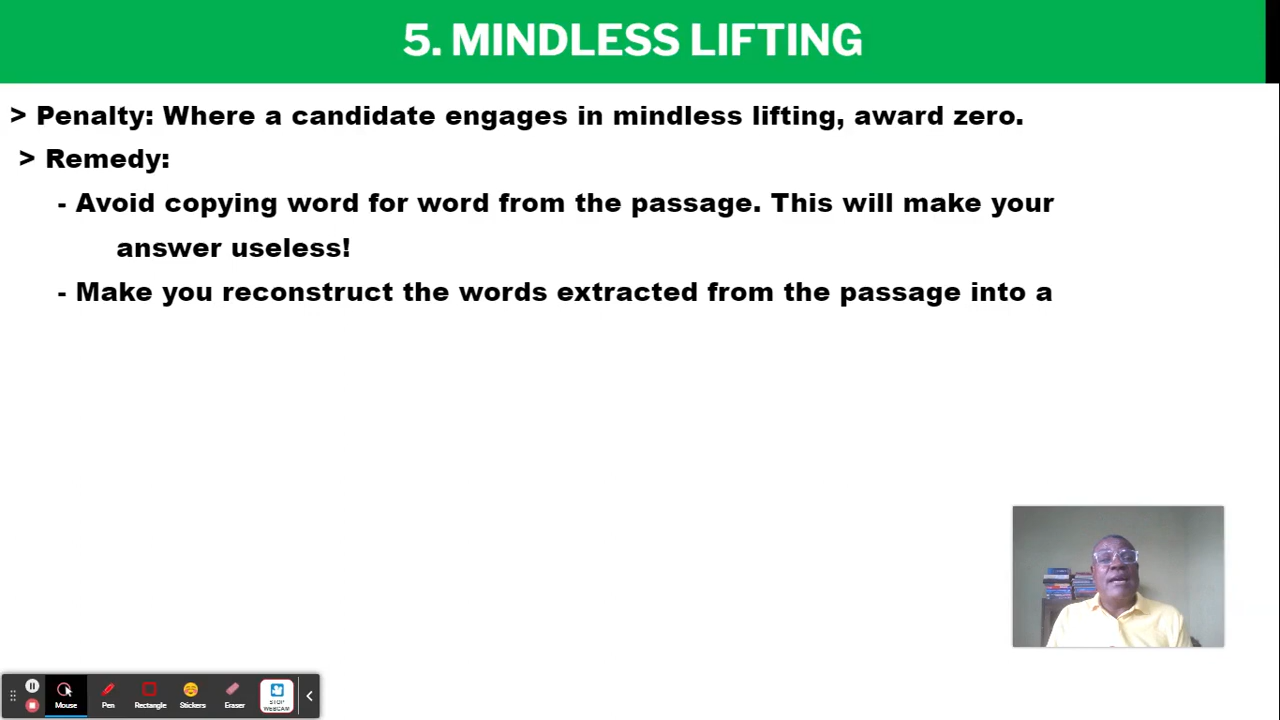 5. MINDLESS LIFTING
> Penalty: Where a candidate engages in mindless lifting, award zero.
> Remedy:
- Avoid copying word for word from the passage. This will make your
answer useless!
- Make you reconstruct the words extracted from the passage into a
Mouse
Pen
Rectangle
Stickers
Eraser
STOP
WEBCAM